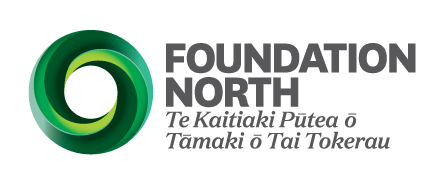 FOUNDATION
NORTH
Te Kaitiaki Pūtea ō
Tāmaki ō Tai Tokerau